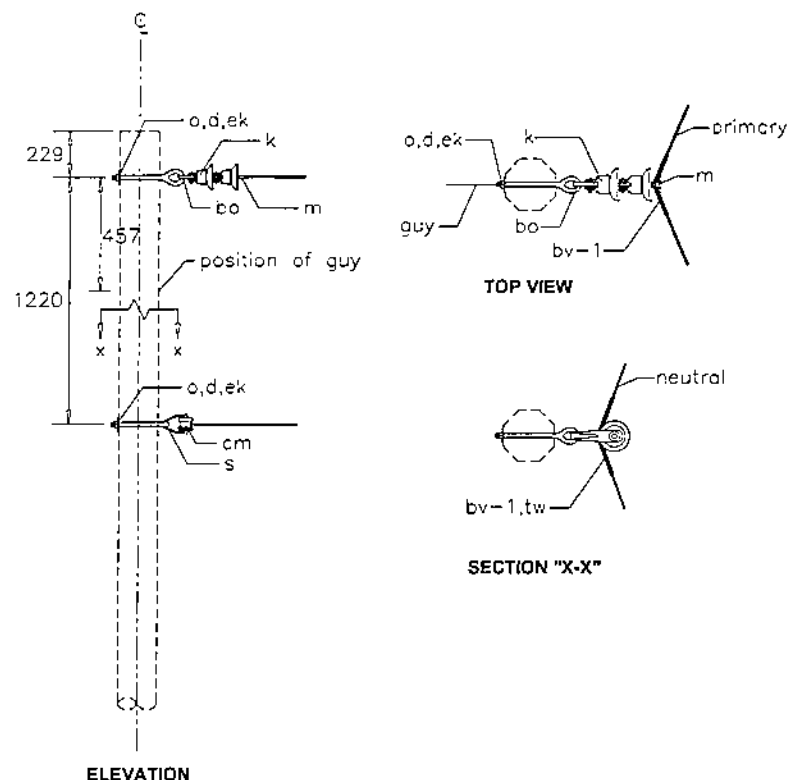 ℄
o,d,ek
k
229
bo
m
457
position of guy
1220
x
x
o,d,ek
cm
s
ELEVATION
primary
o,d,ek
k
m
guy
bo
bv-1
TOP VIEW
neutral
bv-1,tw
SECTION "X-X"